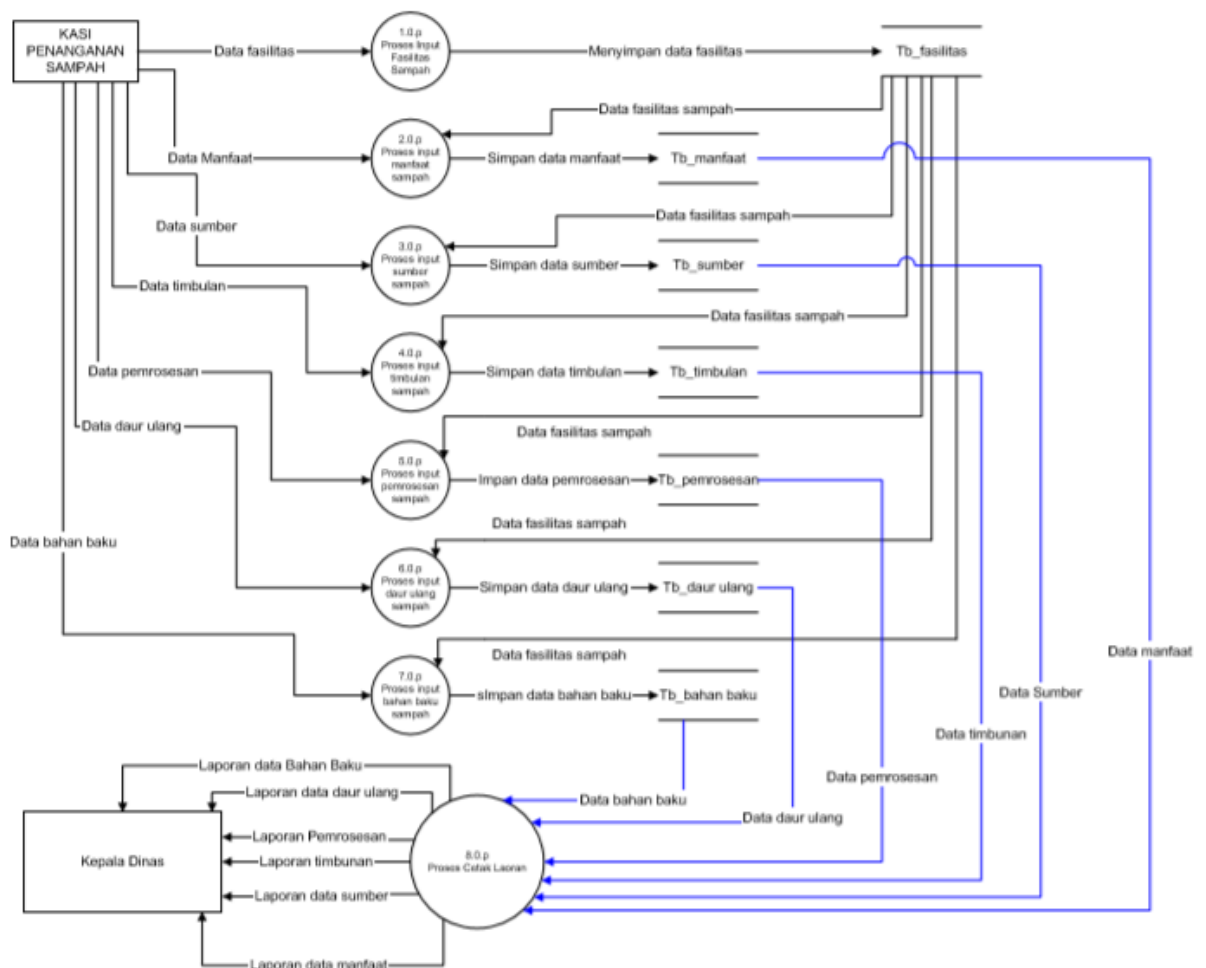 KASI
PENANGANAN
SAMPAH
Data fasilitas
1.0.p
Proses Input
Fasilitas
Sampah
Menyimpan data fasilitas
Tb_fasilitas
Data fasilitas sampah
Data Manfaat
2.0.p
Proses input
manfaat
sampah
Simpan data manfaat
Tb_manfaat
Data fasilitas sampah
Data sumber
3.0.p
Proses input
sumber
sampah
Simpan data sumber
Tb_sumber
Data timbulan
Data fasilitas sampah
4.0.p
Proses input
timbulan
sampah
Simpan data timbulan
Tb_timbulan
Data pemrosesan
Data daur ulang
Data fasilitas sampah
5.0.p
Proses input
pemrosesan
sampah
Impan data pemrosesan
Tb_pemrosesan
Data fasilitas sampah
Data bahan baku
6.0.p
Proses input
daur ulang
sampah
Simpan data daur ulang
Tb_daur ulang
Data fasilitas sampah
Data manfaat
7.0.p
Proses input
bahan baku
sampah
sImpan data bahan baku
Tb_bahan baku
Data Sumber
Data timbunan
Laporan data Bahan Baku
Data pemrosesan
Laporan data daur ulang
Data bahan baku
Data daur ulang
Laporan Pemrosesan
Kepala Dinas
Laporan timbunan
8.0.p
Proses Cetak Laoran
Laporan data sumber
Laporan data manfaat